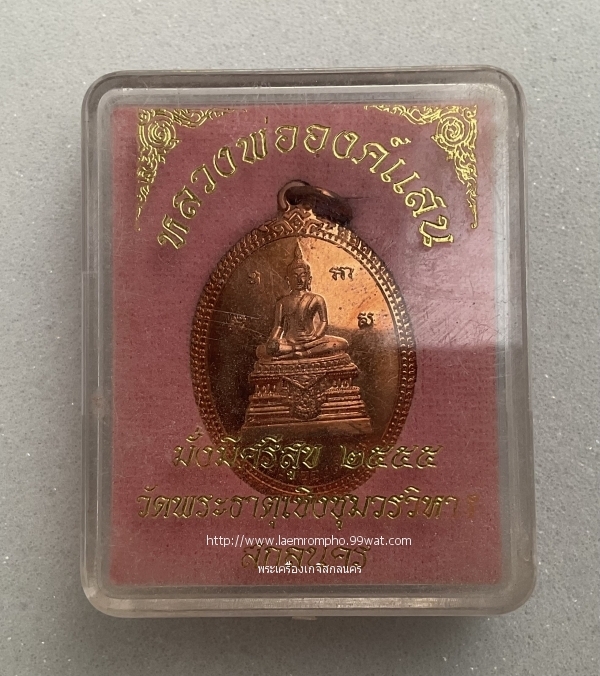 หลวงพ่อองค์แสน
กา
ส
มั่งมีศรีสุข ๒๕๕๕
วัดพระธาตุเชิงชุมวรวิหาร
http://www.laemrompho.99wat.com
สกลนคร
พระเครื่องเกจิสกลนคร